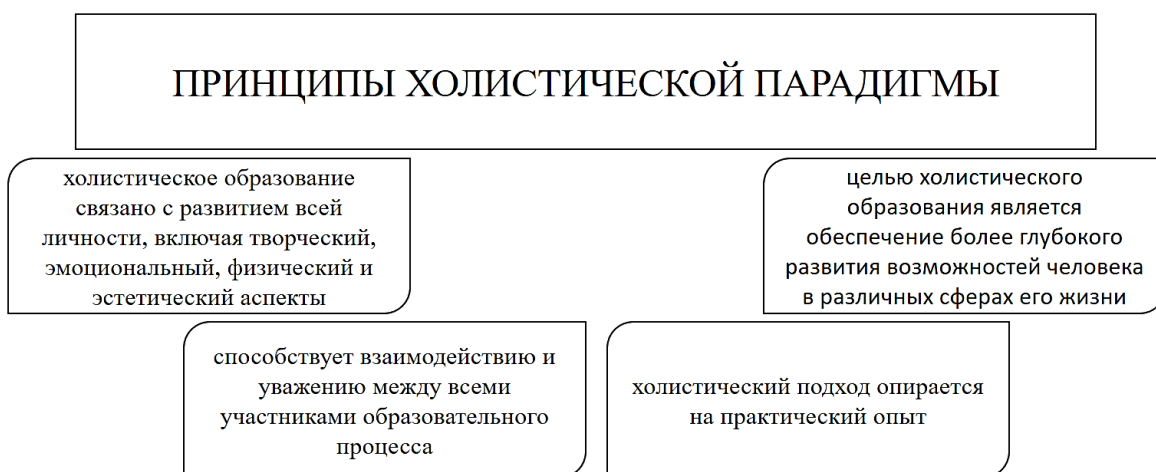 ПРИНЦИПЫ ХОЛИСТИЧЕСКОЙ ПАРАДИГМЫ
холистическое образование
связано с развитием всей
личности, включая творческий,
эмоциональный, физический и
эстетический аспекты
целью холистического
образования является
обеспечение более глубокого
развития возможностей человека
в различных сферах его жизни
способствует взаимодействию и
уважению между всеми
участниками образовательного
процесса
холистический подход опирается
на практический опыт